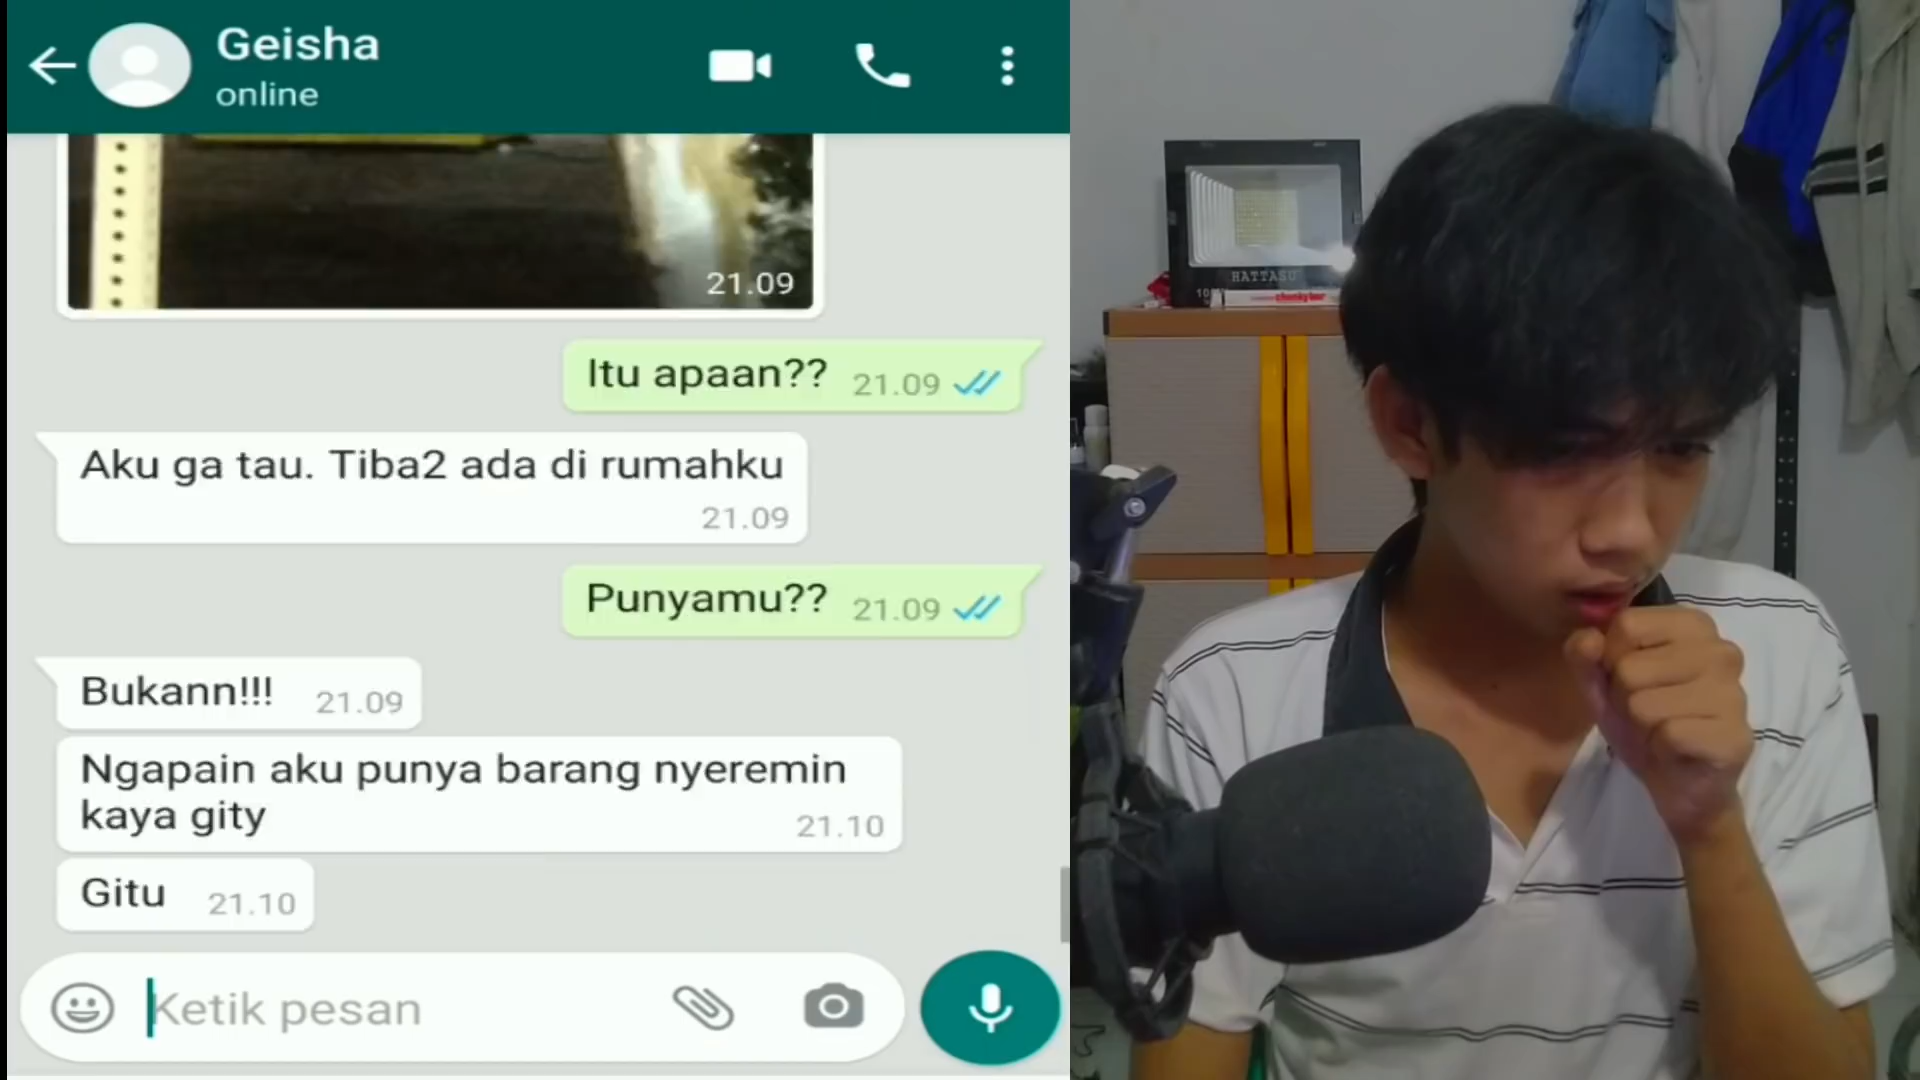 Geisha
online
21.09
Itu apaan?? 21.09
Aku ga tau. Tiba2 ada di rumahku
21.09
Punyamu?? 21.09
Bukann!!! 21.09
Ngapain aku punya barang nyeremin
kaya gity
21.10
Gitu 21.10
Ketik pesan
HATTASU
chunky bar